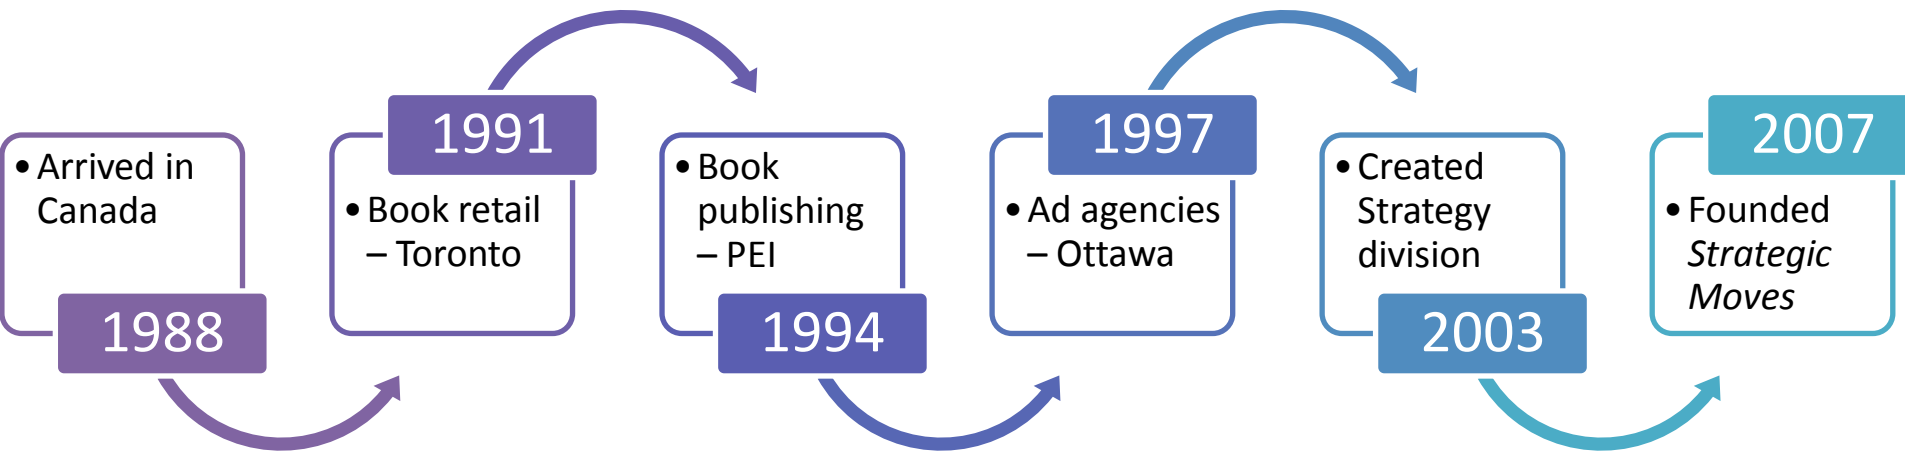 • Arrived in
Canada
1988
1991
• Book retail
– Toronto
• Book
publishing
– PEI
1994
1997
• Ad agencies
– Ottawa
• Created
Strategy
division
2003
2007
• Founded
Strategic
Moves